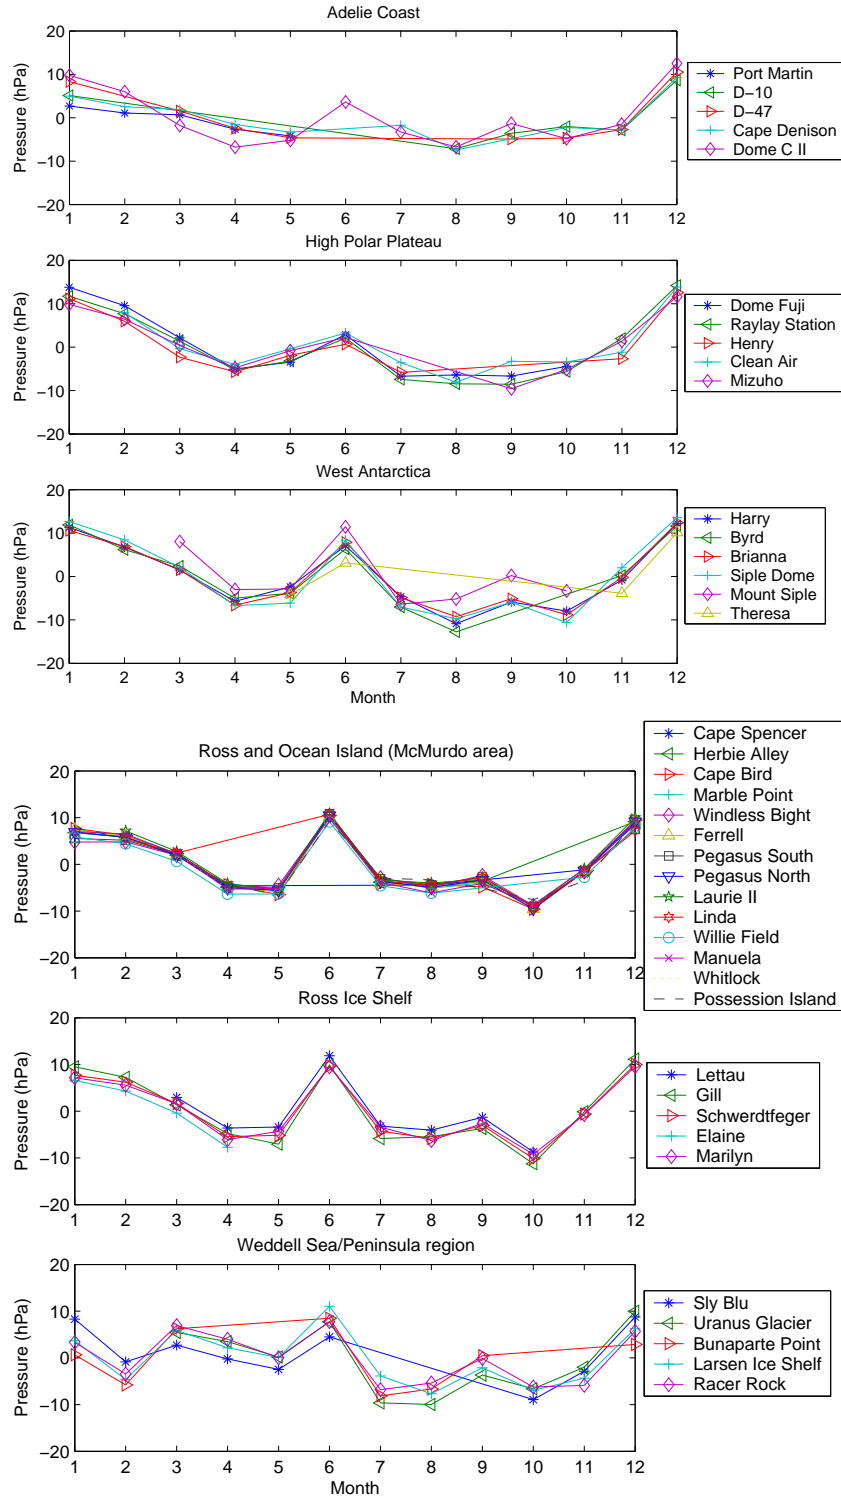 Adelie Coast
Pressure (hPa)
20
10
0
−10
−20
1 2 3 4 5 6 7 8 9 10 11 12
Port Martin
D−10
D−47
Cape Denison
Dome C II
High Polar Plateau
Pressure (hPa)
20
10
0
−10
−20
1 2 3 4 5 6 7 8 9 10 11 12
Dome Fuji
Raylay Station
Henry
Clean Air
Mizuho
West Antarctica
Pressure (hPa)
20
10
0
−10
−20
1 2 3 4 5 6 7 8 9 10 11 12
Month
Harry
Byrd
Brianna
Siple Dome
Mount Siple
Theresa
Ross and Ocean Island (McMurdo area)
Pressure (hPa)
20
10
0
−10
−20
1 2 3 4 5 6 7 8 9 10 11 12
Cape Spencer
Herbie Alley
Cape Bird
Marble Point
Windless Bight
Ferrell
Pegasus South
Pegasus North
Laurie II
Linda
Willie Field
Manuela
Whitlock
Possession Island
Ross Ice Shelf
Pressure (hPa)
20
10
0
−10
−20
1 2 3 4 5 6 7 8 9 10 11 12
Lettau
Gill
Schwerdtfeger
Elaine
Marilyn
Weddell Sea/Peninsula region
Pressure (hPa)
20
10
0
−10
−20
1 2 3 4 5 6 7 8 9 10 11 12
Month
Sly Blu
Uranus Glacier
Bunaparte Point
Larsen Ice Shelf
Racer Rock